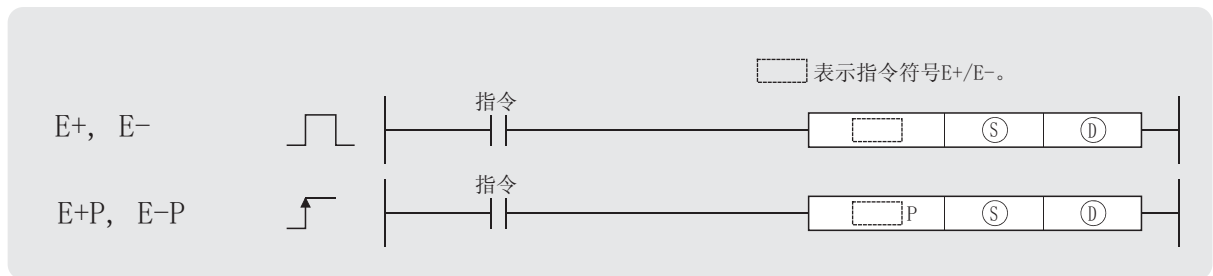 表示指令符号E+/E-。
指令
E+, E-
Ⓢ Ⓓ
指令
E+P, E-P
P Ⓢ Ⓓ